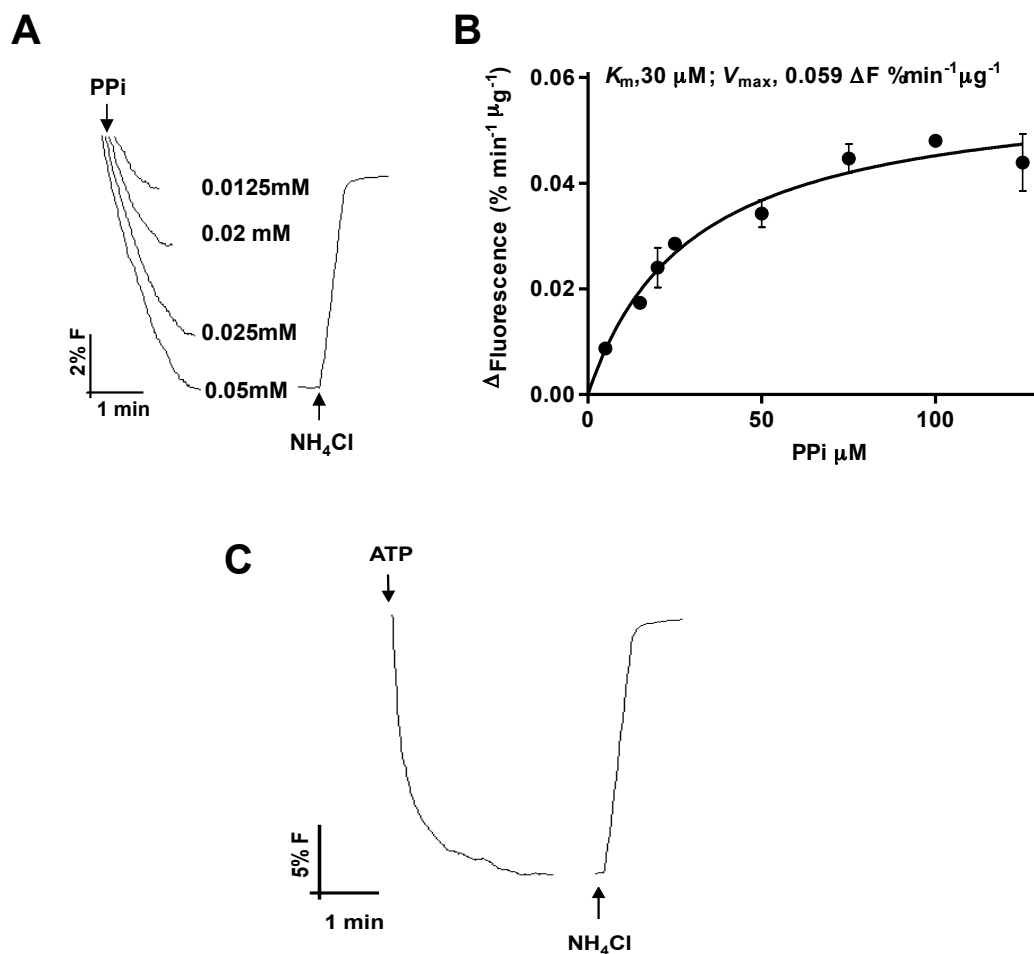 A
PPi
0.0125mM
0.02 mM
0.025mM
0.05mM
2% F
1 min
NH₄Cl
B
Kₘ,30 μM; Vₘₐₓ, 0.059 ΔF %min⁻¹μg⁻¹
ΔFluorescence (% min⁻¹ μg⁻¹)
0.06
0.04
0.02
0.00
0
50
100
PPi μM
C
ATP
5% F
1 min
NH₄Cl